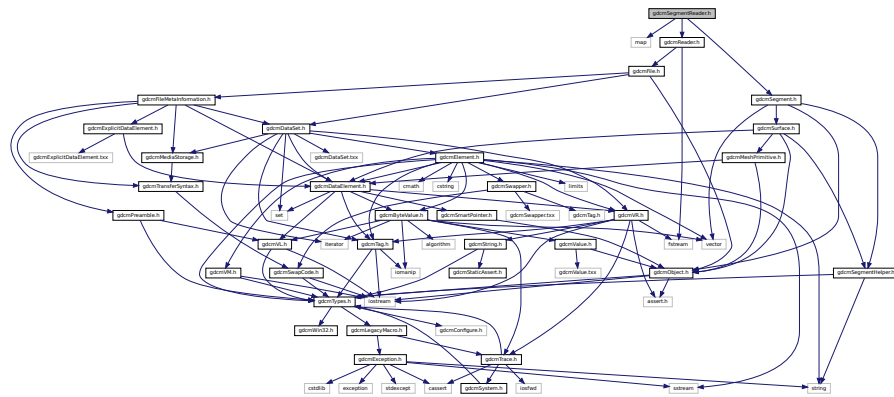 gdcmSegmentReader.h
map
gdcmReader.h
gdcmFile.h
gdcmFileMetaInformation.h
gdcmSegment.h
gdcmExplicitDataElement.h
gdcmDataSet.h
gdcmSurface.h
gdcmExplicitDataElement.txx
gdcmMediaStorage.h
gdcmDataSet.txx
gdcmElement.h
gdcmMeshPrimitive.h
gdcmTransferSyntax.h
gdcmDataElement.h
cmath
cstring
gdcmSwapper.h
limits
gdcmPreamble.h
set
gdcmByteValue.h
gdcmSmartPointer.h
gdcmSwapper.txx
gdcmTag.h
gdcmVR.h
gdcmVL.h
iterator
gdcmTag.h
algorithm
gdcmString.h
gdcmValue.h
fstream
vector
gdcmVM.h
gdcmSwapCode.h
iomanip
gdcmStaticAssert.h
gdcmValue.txx
gdcmObject.h
gdcmSegmentHelper.h
gdcmTypes.h
iostream
assert.h
gdcmWin32.h
gdcmLegacyMacro.h
gdcmConfigure.h
gdcmException.h
gdcmTrace.h
cstdlib
exception
stdexcept
cassert
gdcmSystem.h
iosfwd
sstream
string